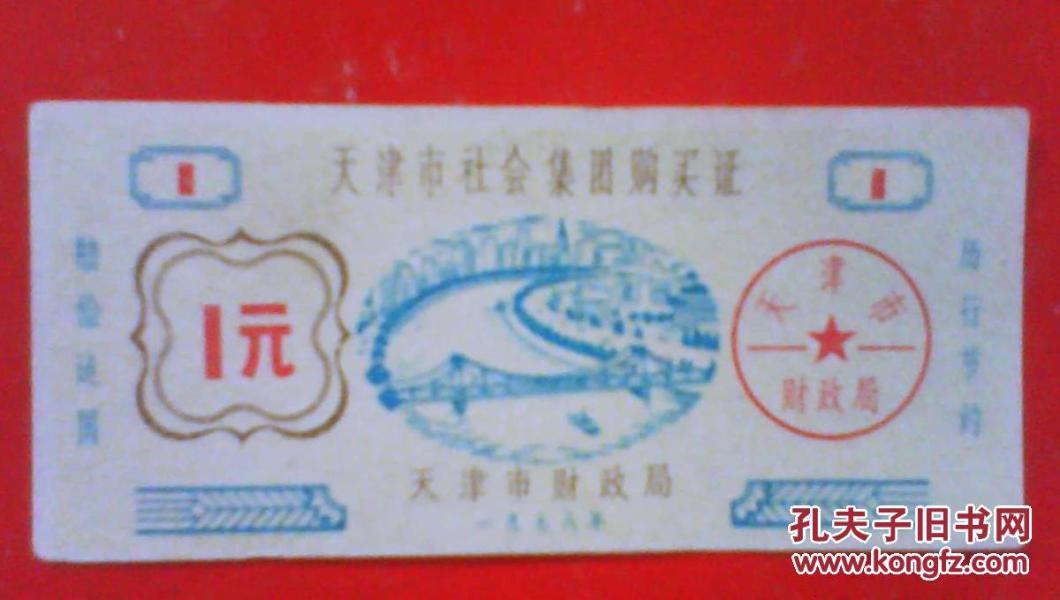 天津市社会集团购买证
1
1
勤俭建国
1元
天津市
财政局
厉行节约
天津市财政局
一九七八年
孔夫子旧书网
www.kongfz.com